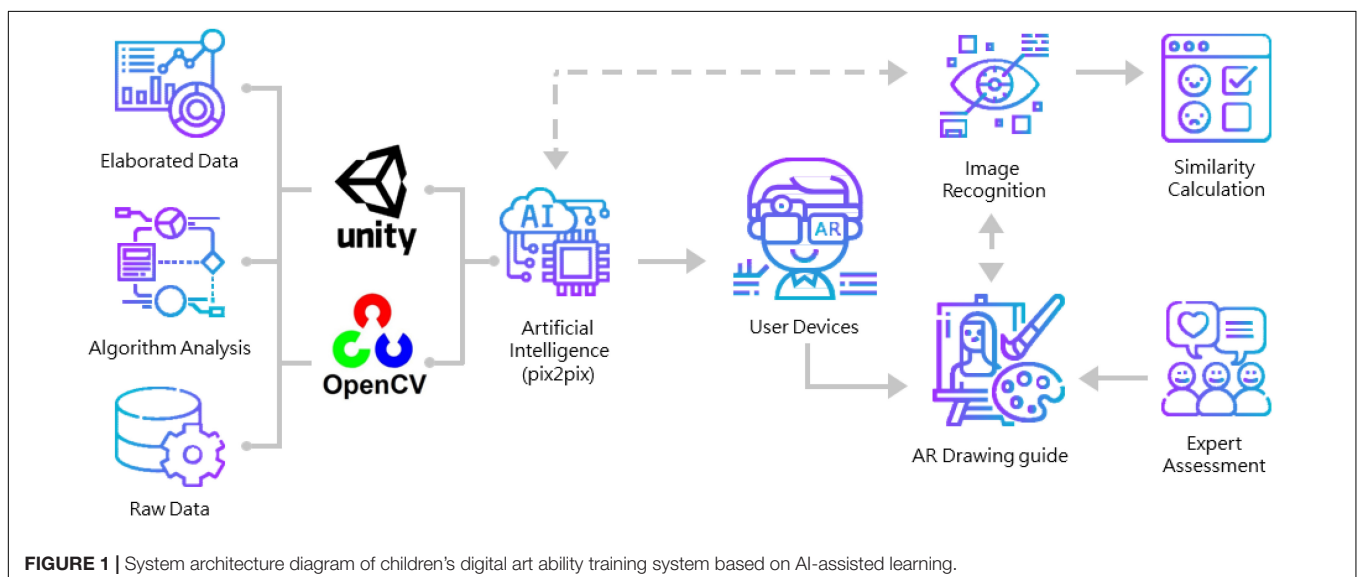 Elaborated Data
Algorithm Analysis
Raw Data
unity
OpenCV
AI
Artificial
Intelligence
(pix2pix)
AR
User Devices
Image
Recognition
Similarity
Calculation
AR Drawing guide
Expert
Assessment
FIGURE 1 | System architecture diagram of children's digital art ability training system based on AI-assisted learning.